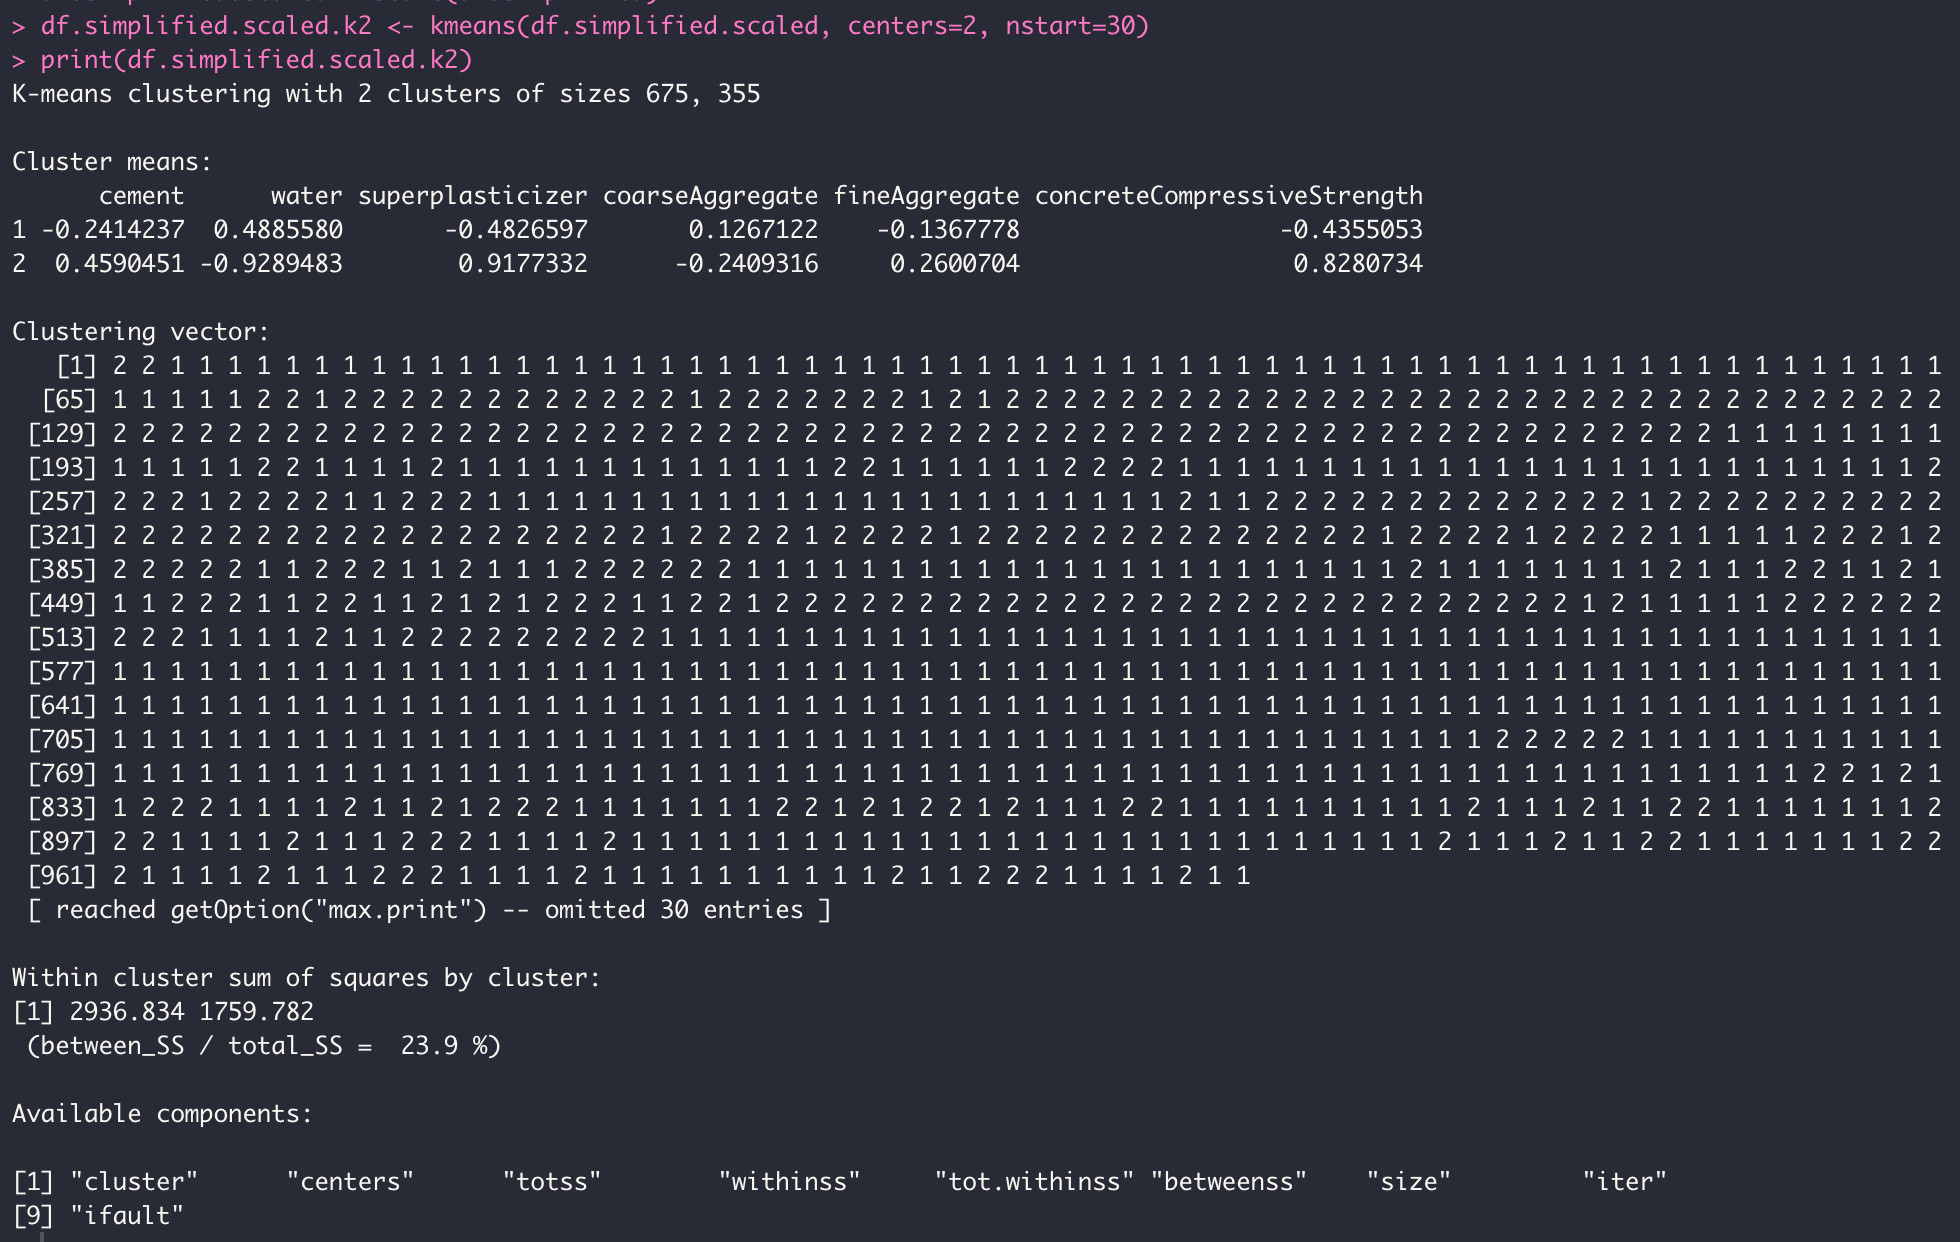 > df.simplified.scaled.k2 <- kmeans(df.simplified.scaled, centers=2, nstart=30)
> print(df.simplified.scaled.k2)
K-means clustering with 2 clusters of sizes 675, 355
Cluster means:
cement water superplasticizer coarseAggregate fineAggregate concreteCompressiveStrength
1 -0.2414237 0.4885580 -0.4826597 0.1267122 -0.1367778 -0.4355053
2 0.4590451 -0.9289483 0.9177332 -0.2409316 0.2600704 0.8280734
Clustering vector:
[1] 2 2 1 1 1 1 1 1 1 1 1 1 1 1 1 1 1 1 1 1 1 1 1 1 1 1 1 1 1 1 1 1 1 1 1 1 1 1 1 1 1 1 1 1 1 1 1 1 1 1 1 1 1 1 1 1 1 1 1 1 1 1 1 1
[65] 1 1 1 1 1 2 2 1 2 2 2 2 2 2 2 2 2 2 2 2 1 2 2 2 2 2 2 2 1 2 1 2 2 2 2 2 2 2 2 2 2 2 2 2 2 2 2 2 2 2 2 2 2 2 2 2 2 2 2 2
[129] 2 2 2 2 2 2 2 2 2 2 2 2 2 2 2 2 2 2 2 2 2 2 2 2 2 2 2 2 2 2 2 2 2 2 2 2 2 2 2 2 2 2 2 2 2 2 2 2 2 2 2 2 2 2 2 2 1 1 1 1 1 1 1 1
[193] 1 1 1 1 1 2 2 1 1 1 1 2 1 1 1 1 1 1 1 1 1 1 1 1 1 2 2 1 1 1 1 1 1 2 2 2 2 1 1 1 1 1 1 1 1 1 1 1 1 1 1 1 1 1 1 1 1 1 1 1 1 1 1 2
[257] 2 2 2 1 2 2 2 2 1 1 2 2 2 1 1 1 1 1 1 1 1 1 1 1 1 1 1 1 1 1 1 1 1 1 1 1 1 2 1 1 2 2 2 2 2 2 2 2 2 2 2 2 2 1 2 2 2 2 2 2 2 2 2 2
[321] 2 2 2 2 2 2 2 2 2 2 2 2 2 2 2 2 2 2 2 1 2 2 2 2 1 2 2 2 2 1 2 2 2 2 2 2 2 2 2 2 2 2 2 2 1 2 2 2 2 1 2 2 2 2 1 1 1 1 1 2 2 2 1 2
[385] 2 2 2 2 2 1 1 2 2 2 1 1 2 1 1 1 2 2 2 2 2 2 1 1 1 1 1 1 1 1 1 1 1 1 1 1 1 1 1 1 1 1 1 1 1 2 1 1 1 1 1 1 1 1 2 1 1 1 2 2 1 1 2 1
[449] 1 1 2 2 2 1 1 2 2 1 1 2 1 2 1 2 2 2 1 1 2 2 1 2 2 2 2 2 2 2 2 2 2 2 2 2 2 2 2 2 2 2 2 2 2 2 2 2 2 2 2 1 2 1 1 1 1 1 2 2 2 2 2 2
[513] 2 2 2 1 1 1 1 2 1 1 2 2 2 2 2 2 2 2 2 1 1 1 1 1 1 1 1 1 1 1 1 1 1 1 1 1 1 1 1 1 1 1 1 1 1 1 1 1 1 1 1 1 1 1 1 1 1 1 1 1 1 1 1 1
[577] 1 1 1 1 1 1 1 1 1 1 1 1 1 1 1 1 1 1 1 1 1 1 1 1 1 1 1 1 1 1 1 1 1 1 1 1 1 1 1 1 1 1 1 1 1 1 1 1 1 1 1 1 1 1 1 1 1 1 1 1 1 1 1 1
[641] 1 1 1 1 1 1 1 1 1 1 1 1 1 1 1 1 1 1 1 1 1 1 1 1 1 1 1 1 1 1 1 1 1 1 1 1 1 1 1 1 1 1 1 1 1 1 1 1 1 1 1 1 1 1 1 1 1 1 1 1 1 1 1 1
[705] 1 1 1 1 1 1 1 1 1 1 1 1 1 1 1 1 1 1 1 1 1 1 1 1 1 1 1 1 1 1 1 1 1 1 1 1 1 1 1 1 1 1 1 1 1 1 1 1 2 2 2 2 2 1 1 1 1 1 1 1 1 1 1 1
[769] 1 1 1 1 1 1 1 1 1 1 1 1 1 1 1 1 1 1 1 1 1 1 1 1 1 1 1 1 1 1 1 1 1 1 1 1 1 1 1 1 1 1 1 1 1 1 1 1 1 1 1 1 1 1 1 1 1 1 1 2 2 1 2 1
[833] 1 2 2 2 1 1 1 1 2 1 1 2 1 2 2 2 1 1 1 1 1 1 1 2 2 1 2 1 2 2 1 2 1 1 1 2 2 1 1 1 1 1 1 1 1 1 1 2 1 1 1 2 1 1 2 2 1 1 1 1 1 1 1 2
[897] 2 2 1 1 1 1 2 1 1 1 2 2 2 1 1 1 1 2 1 1 1 1 1 1 1 1 1 1 1 1 1 1 1 1 1 1 1 1 1 1 1 1 1 1 1 1 2 1 1 1 2 1 1 2 2 1 1 1 1 1 1 1 2 2
[961] 2 1 1 1 1 2 1 1 1 2 2 2 1 1 1 1 2 1 1 1 1 1 1 1 1 1 1 2 1 1 2 2 2 1 1 1 1 2 1 1
[ reached getOption("max.print") -- omitted 30 entries ]
Within cluster sum of squares by cluster:
[1] 2936.834 1759.782
(between_SS / total_SS = 23.9 %)
Available components:
[1] "cluster" "centers" "totss" "withinss" "tot.withinss" "betweenss" "size" "iter"
[9] "ifault"